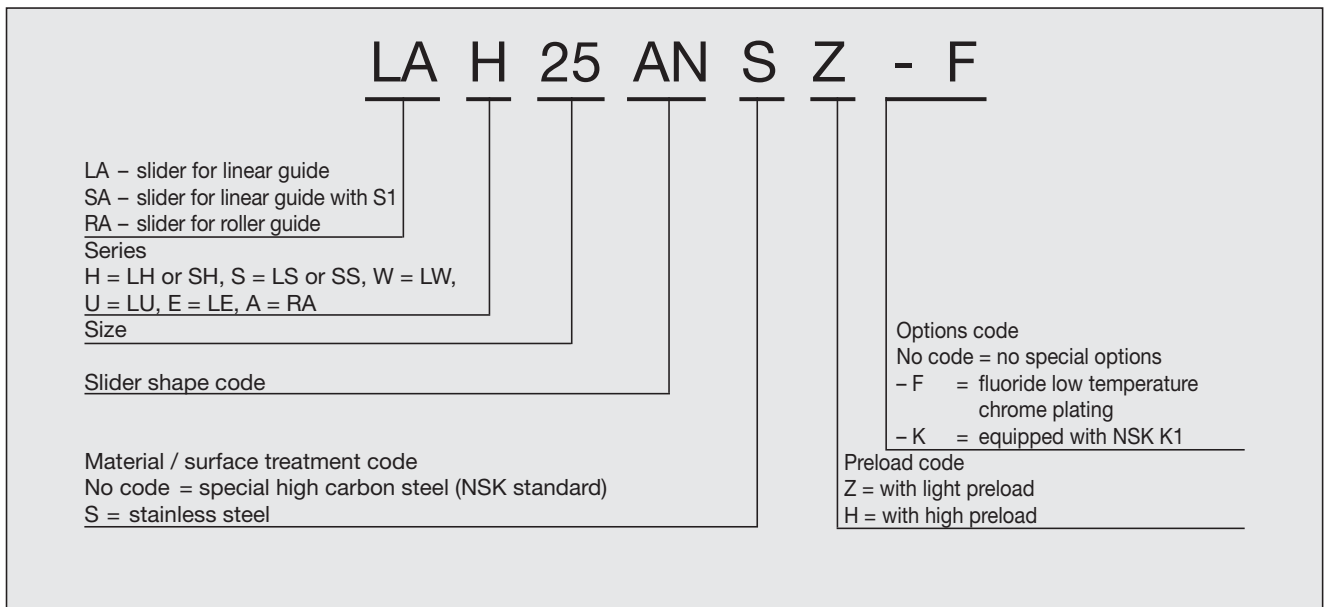 LA H 25 AN S Z - F
LA – slider for linear guide
SA – slider for linear guide with S1
RA – slider for roller guide
Series
H = LH or SH, S = LS or SS, W = LW,
U = LU, E = LE, A = RA
Size
Slider shape code
Material / surface treatment code
No code = special high carbon steel (NSK standard)
S = stainless steel
Options code
No code = no special options
– F = fluoride low temperature
chrome plating
– K = equipped with NSK K1
Preload code
Z = with light preload
H = with high preload